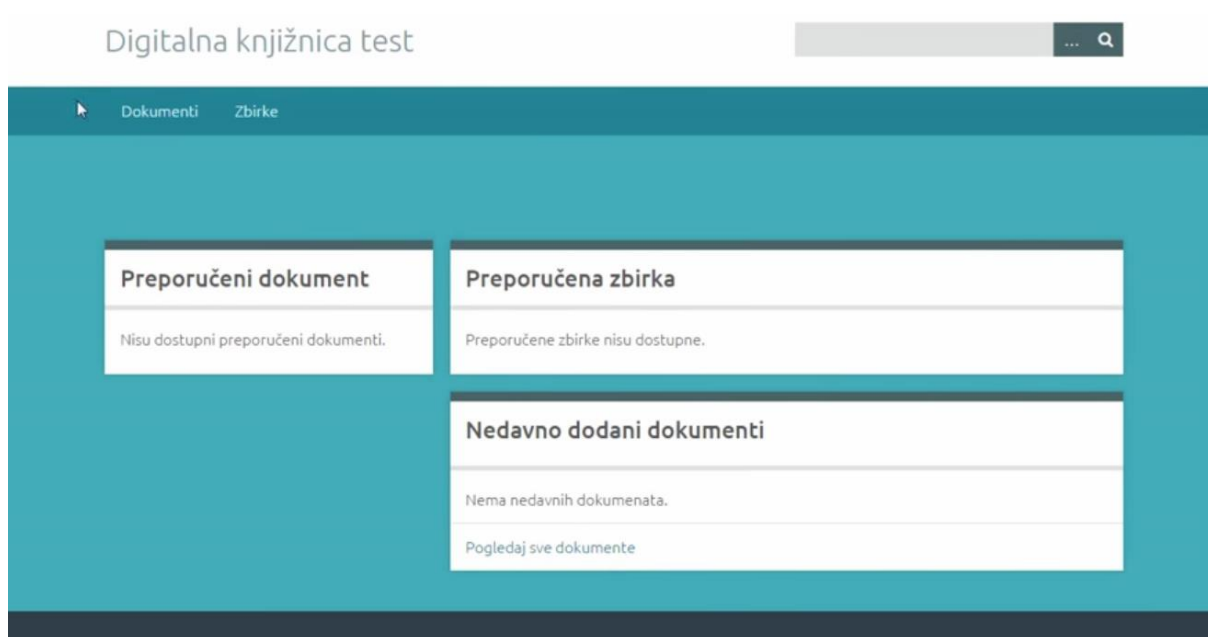 Digitalna knjižnica test
...
Dokumenti Zbirke
Preporučeni dokument
Nisu dostupni preporučeni dokumenti.
Preporučena zbirka
Preporučene zbirke nisu dostupne.
Nedavno dodani dokumenti
Nema nedavnih dokumenata.
Pogledaj sve dokumente